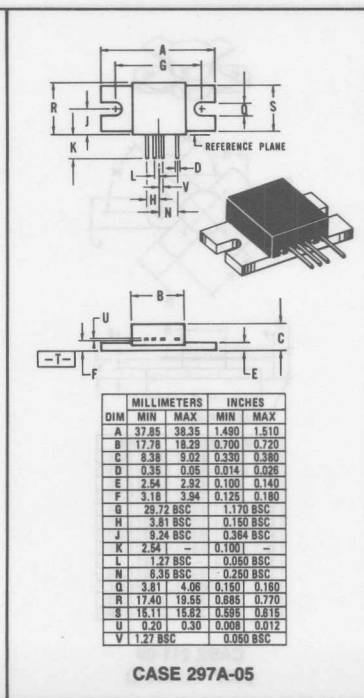 A
G
R
J
K
Q
S
REFERENCE PLANE
L
D
V
H
N
B
U
C
-T-
F
E
MILLIMETERS INCHES
DIM MIN MAX MIN MAX
A 37.85 38.35 1.490 1.510
B 17.78 18.29 0.700 0.720
C 8.38 9.02 0.330 0.380
D 0.35 0.05 0.014 0.026
E 2.54 2.92 0.100 0.140
F 3.18 3.94 0.125 0.180
G 29.72 BSC 1.170 BSC
H 3.81 BSC 0.150 BSC
J 9.24 BSC 0.364 BSC
K 2.54 – 0.100 –
L 1.27 BSC 0.050 BSC
N 6.35 BSC 0.250 BSC
Q 3.81 4.06 0.150 0.160
R 17.40 19.55 0.685 0.770
S 15.11 15.62 0.595 0.615
U 0.20 0.30 0.008 0.012
V 1.27 BSC 0.050 BSC
CASE 297A-05